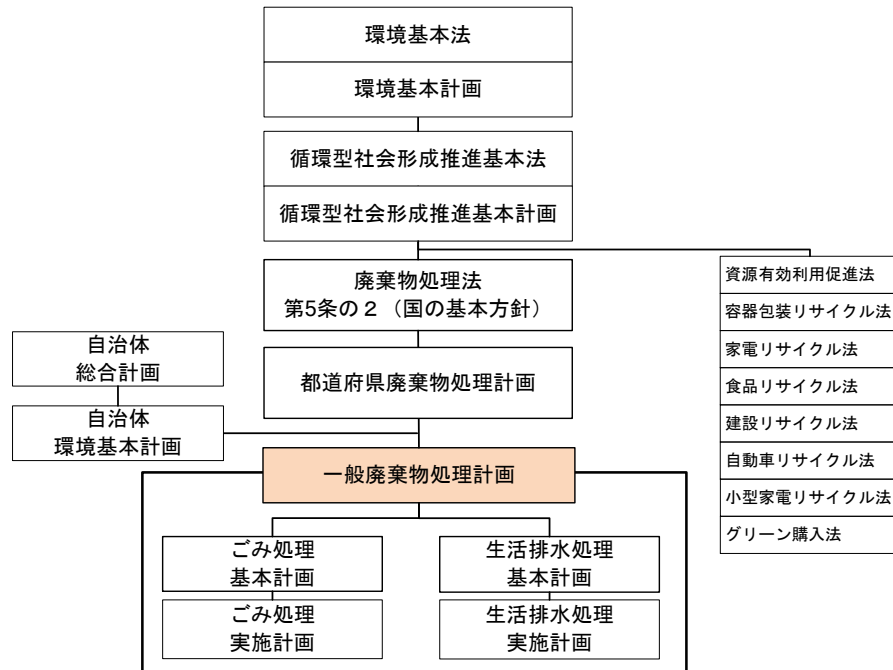 環境基本法
環境基本計画
循環型社会形成推進基本法
循環型社会形成推進基本計画
廃棄物処理法
第5条の２（国の基本方針）
都道府県廃棄物処理計画
自治体
総合計画
自治体
環境基本計画
一般廃棄物処理計画
ごみ処理
基本計画
ごみ処理
実施計画
生活排水処理
基本計画
生活排水処理
実施計画
資源有効利用促進法
容器包装リサイクル法
家電リサイクル法
食品リサイクル法
建設リサイクル法
自動車リサイクル法
小型家電リサイクル法
グリーン購入法